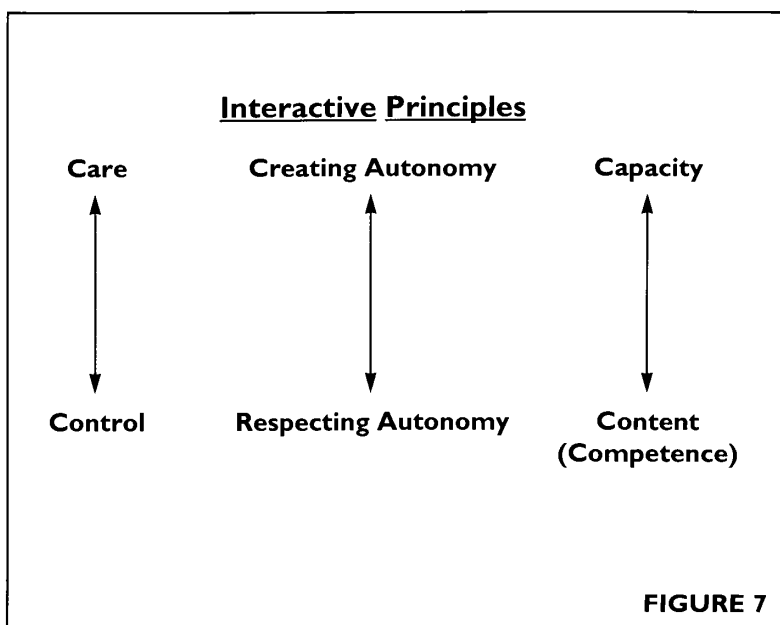 Interactive Principles
Care Creating Autonomy Capacity
Control Respecting Autonomy Content
(Competence)
FIGURE 7